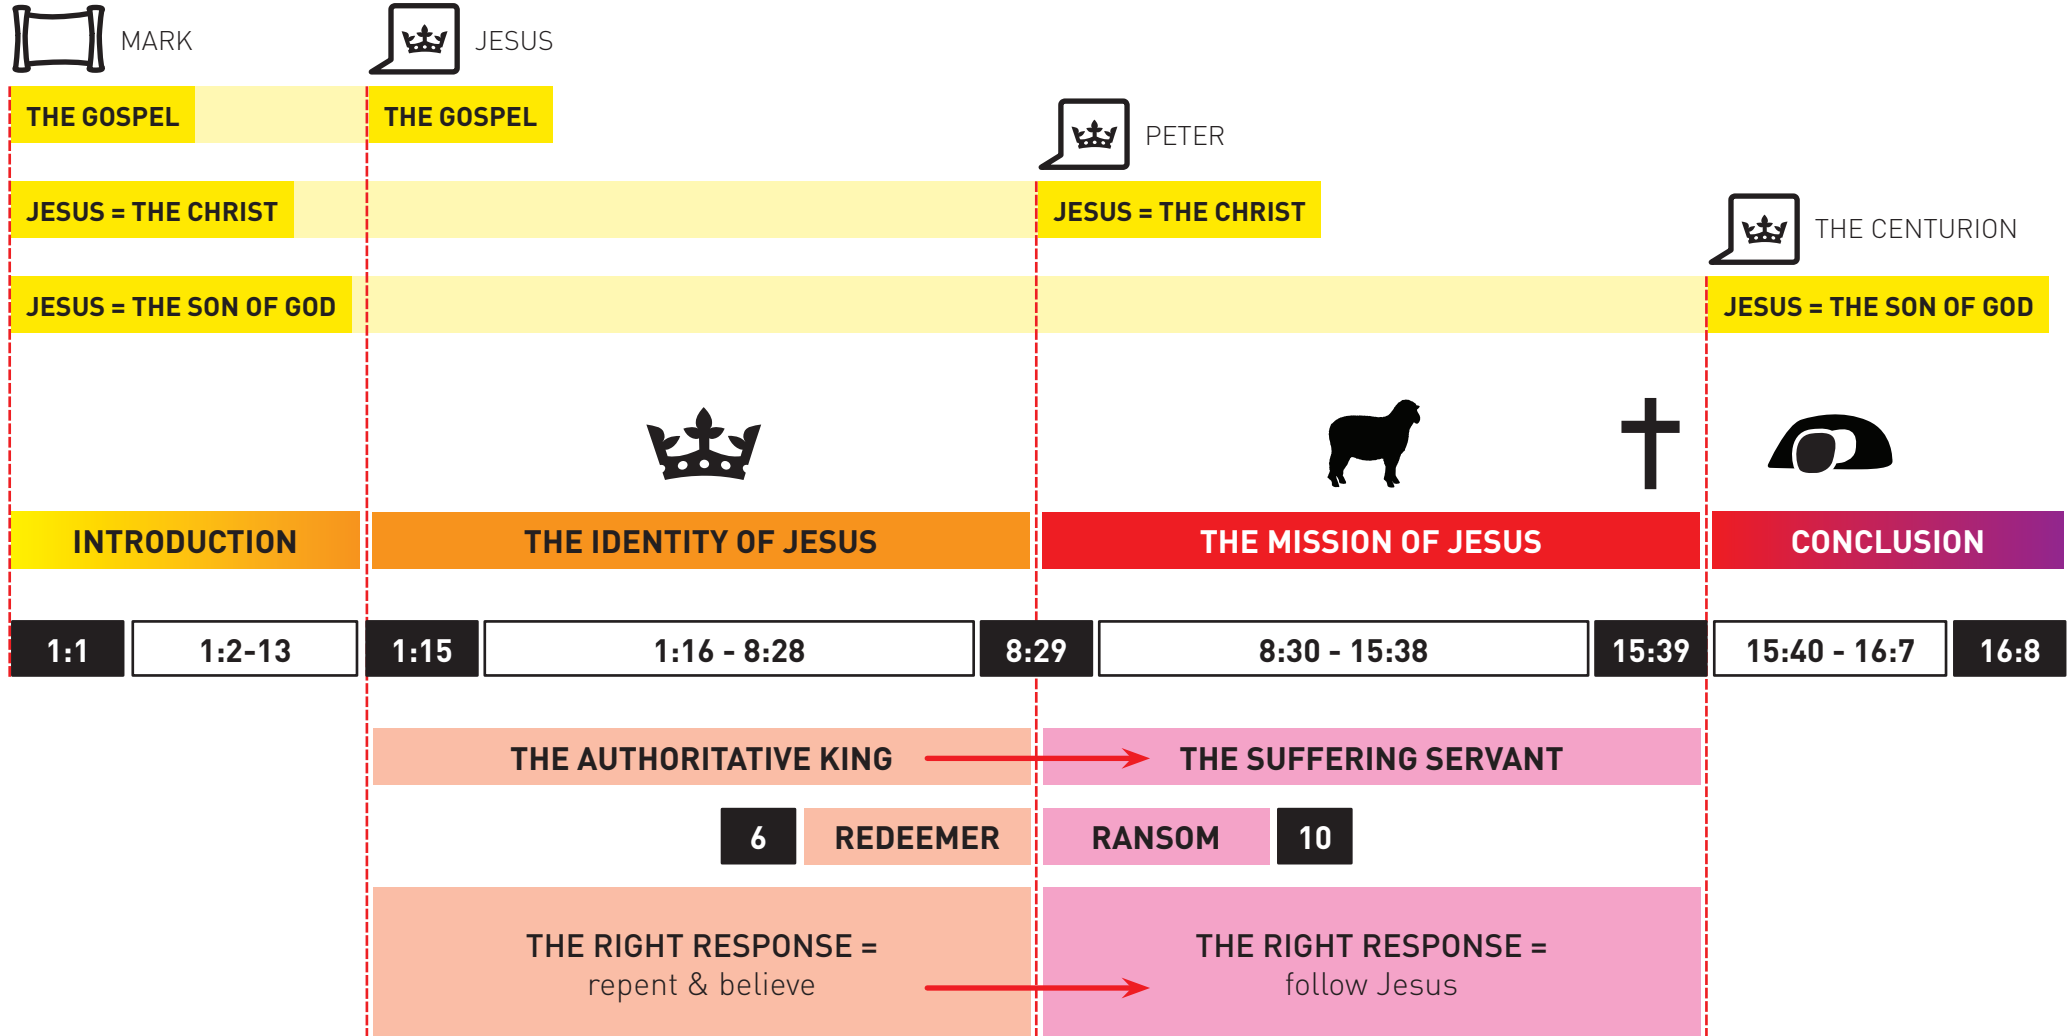 MARK
JESUS
THE GOSPEL
THE GOSPEL
PETER
JESUS = THE CHRIST
JESUS = THE CHRIST
THE CENTURION
JESUS = THE SON OF GOD
JESUS = THE SON OF GOD
INTRODUCTION
THE IDENTITY OF JESUS
THE MISSION OF JESUS
CONCLUSION
1:1
1:2-13
1:15
1:16 - 8:28
8:29
8:30 - 15:38
15:39
15:40 - 16:7
16:8
THE AUTHORITATIVE KING
THE SUFFERING SERVANT
6
REDEEMER
RANSOM
10
THE RIGHT RESPONSE =
repent & believe
THE RIGHT RESPONSE =
follow Jesus